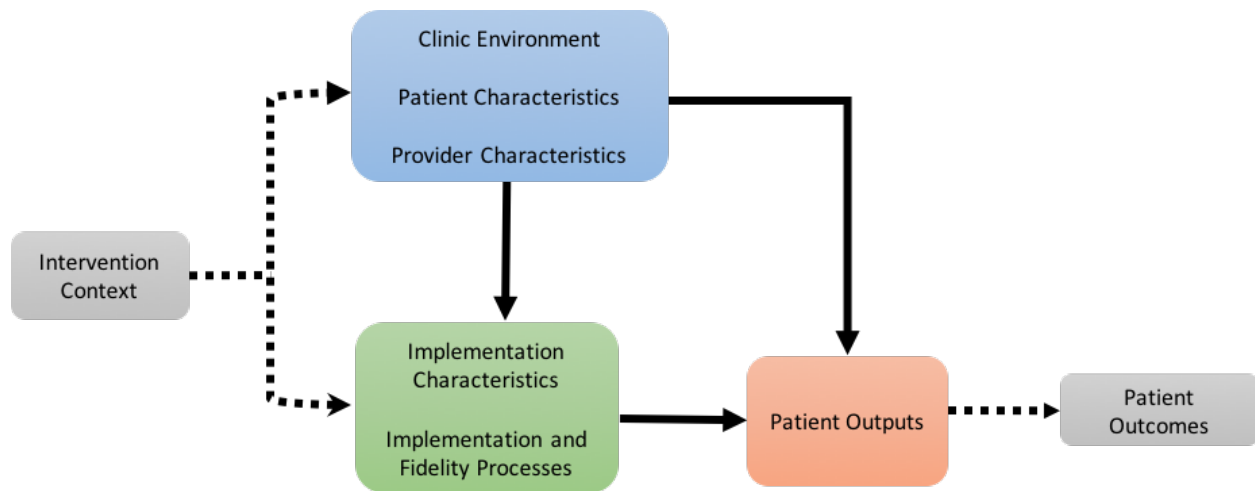 Clinic Environment
Patient Characteristics
Provider Characteristics
Intervention
Context
Implementation
Characteristics
Implementation and
Fidelity Processes
Patient Outputs
Patient
Outcomes